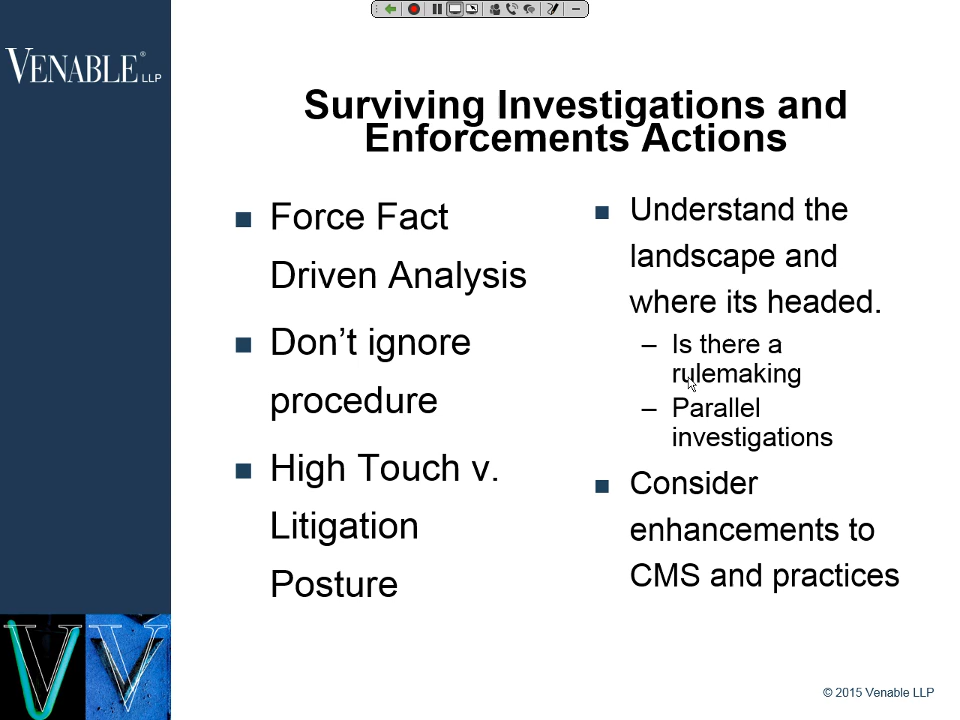 VENABLE® LLP
Surviving Investigations and
Enforcements Actions
■ Force Fact
Driven Analysis
■ Don’t ignore
procedure
■ High Touch v.
Litigation
Posture
■ Understand the
landscape and
where its headed.
– Is there a
rulemaking
– Parallel
investigations
■ Consider
enhancements to
CMS and practices
© 2015 Venable LLP